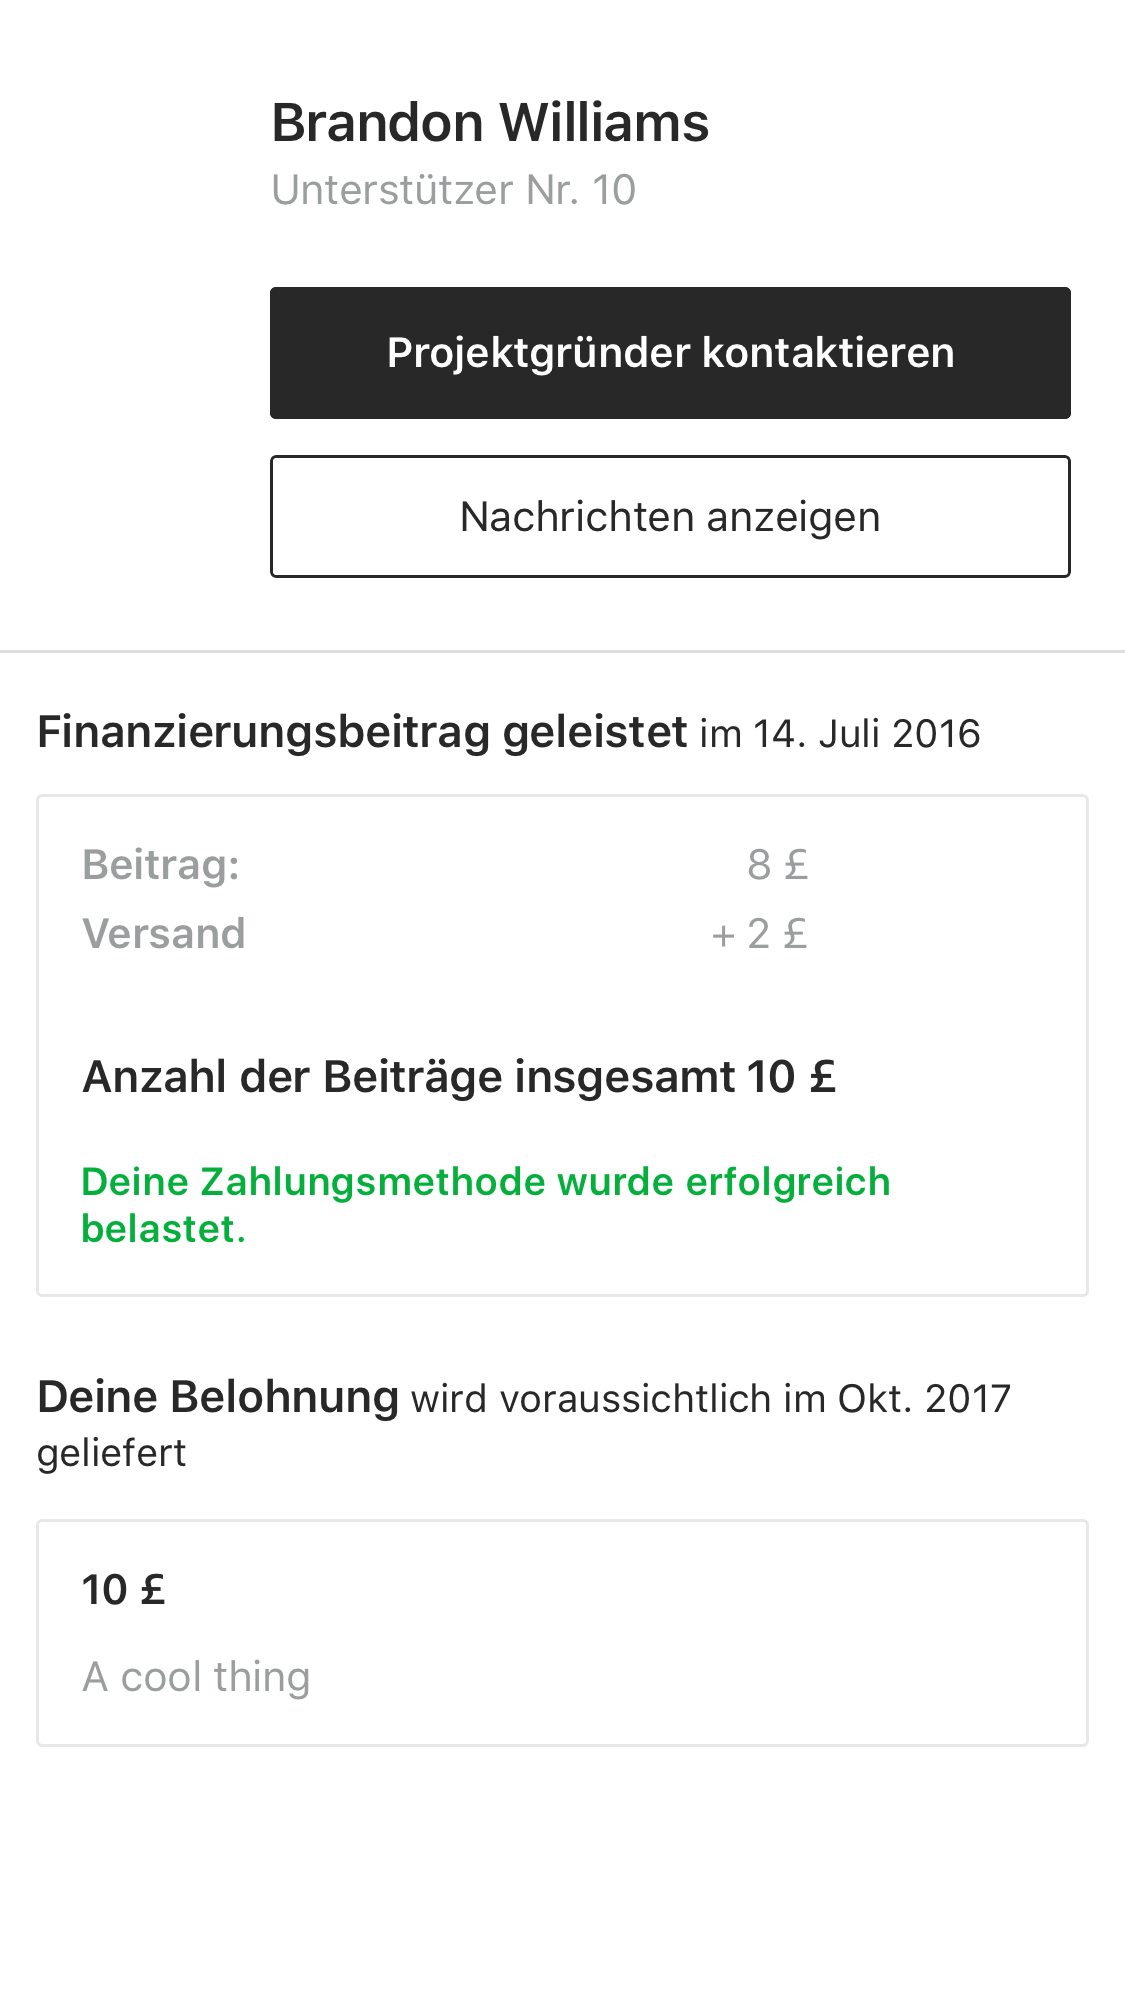 Brandon Williams
Unterstützer Nr. 10
Projektgründer kontaktieren
Nachrichten anzeigen
Finanzierungsbeitrag geleistet im 14. Juli 2016
Beitrag: 8 £
Versand + 2 £
Anzahl der Beiträge insgesamt 10 £
Deine Zahlungsmethode wurde erfolgreich
belastet.
Deine Belohnung wird voraussichtlich im Okt. 2017
geliefert
10 £
A cool thing